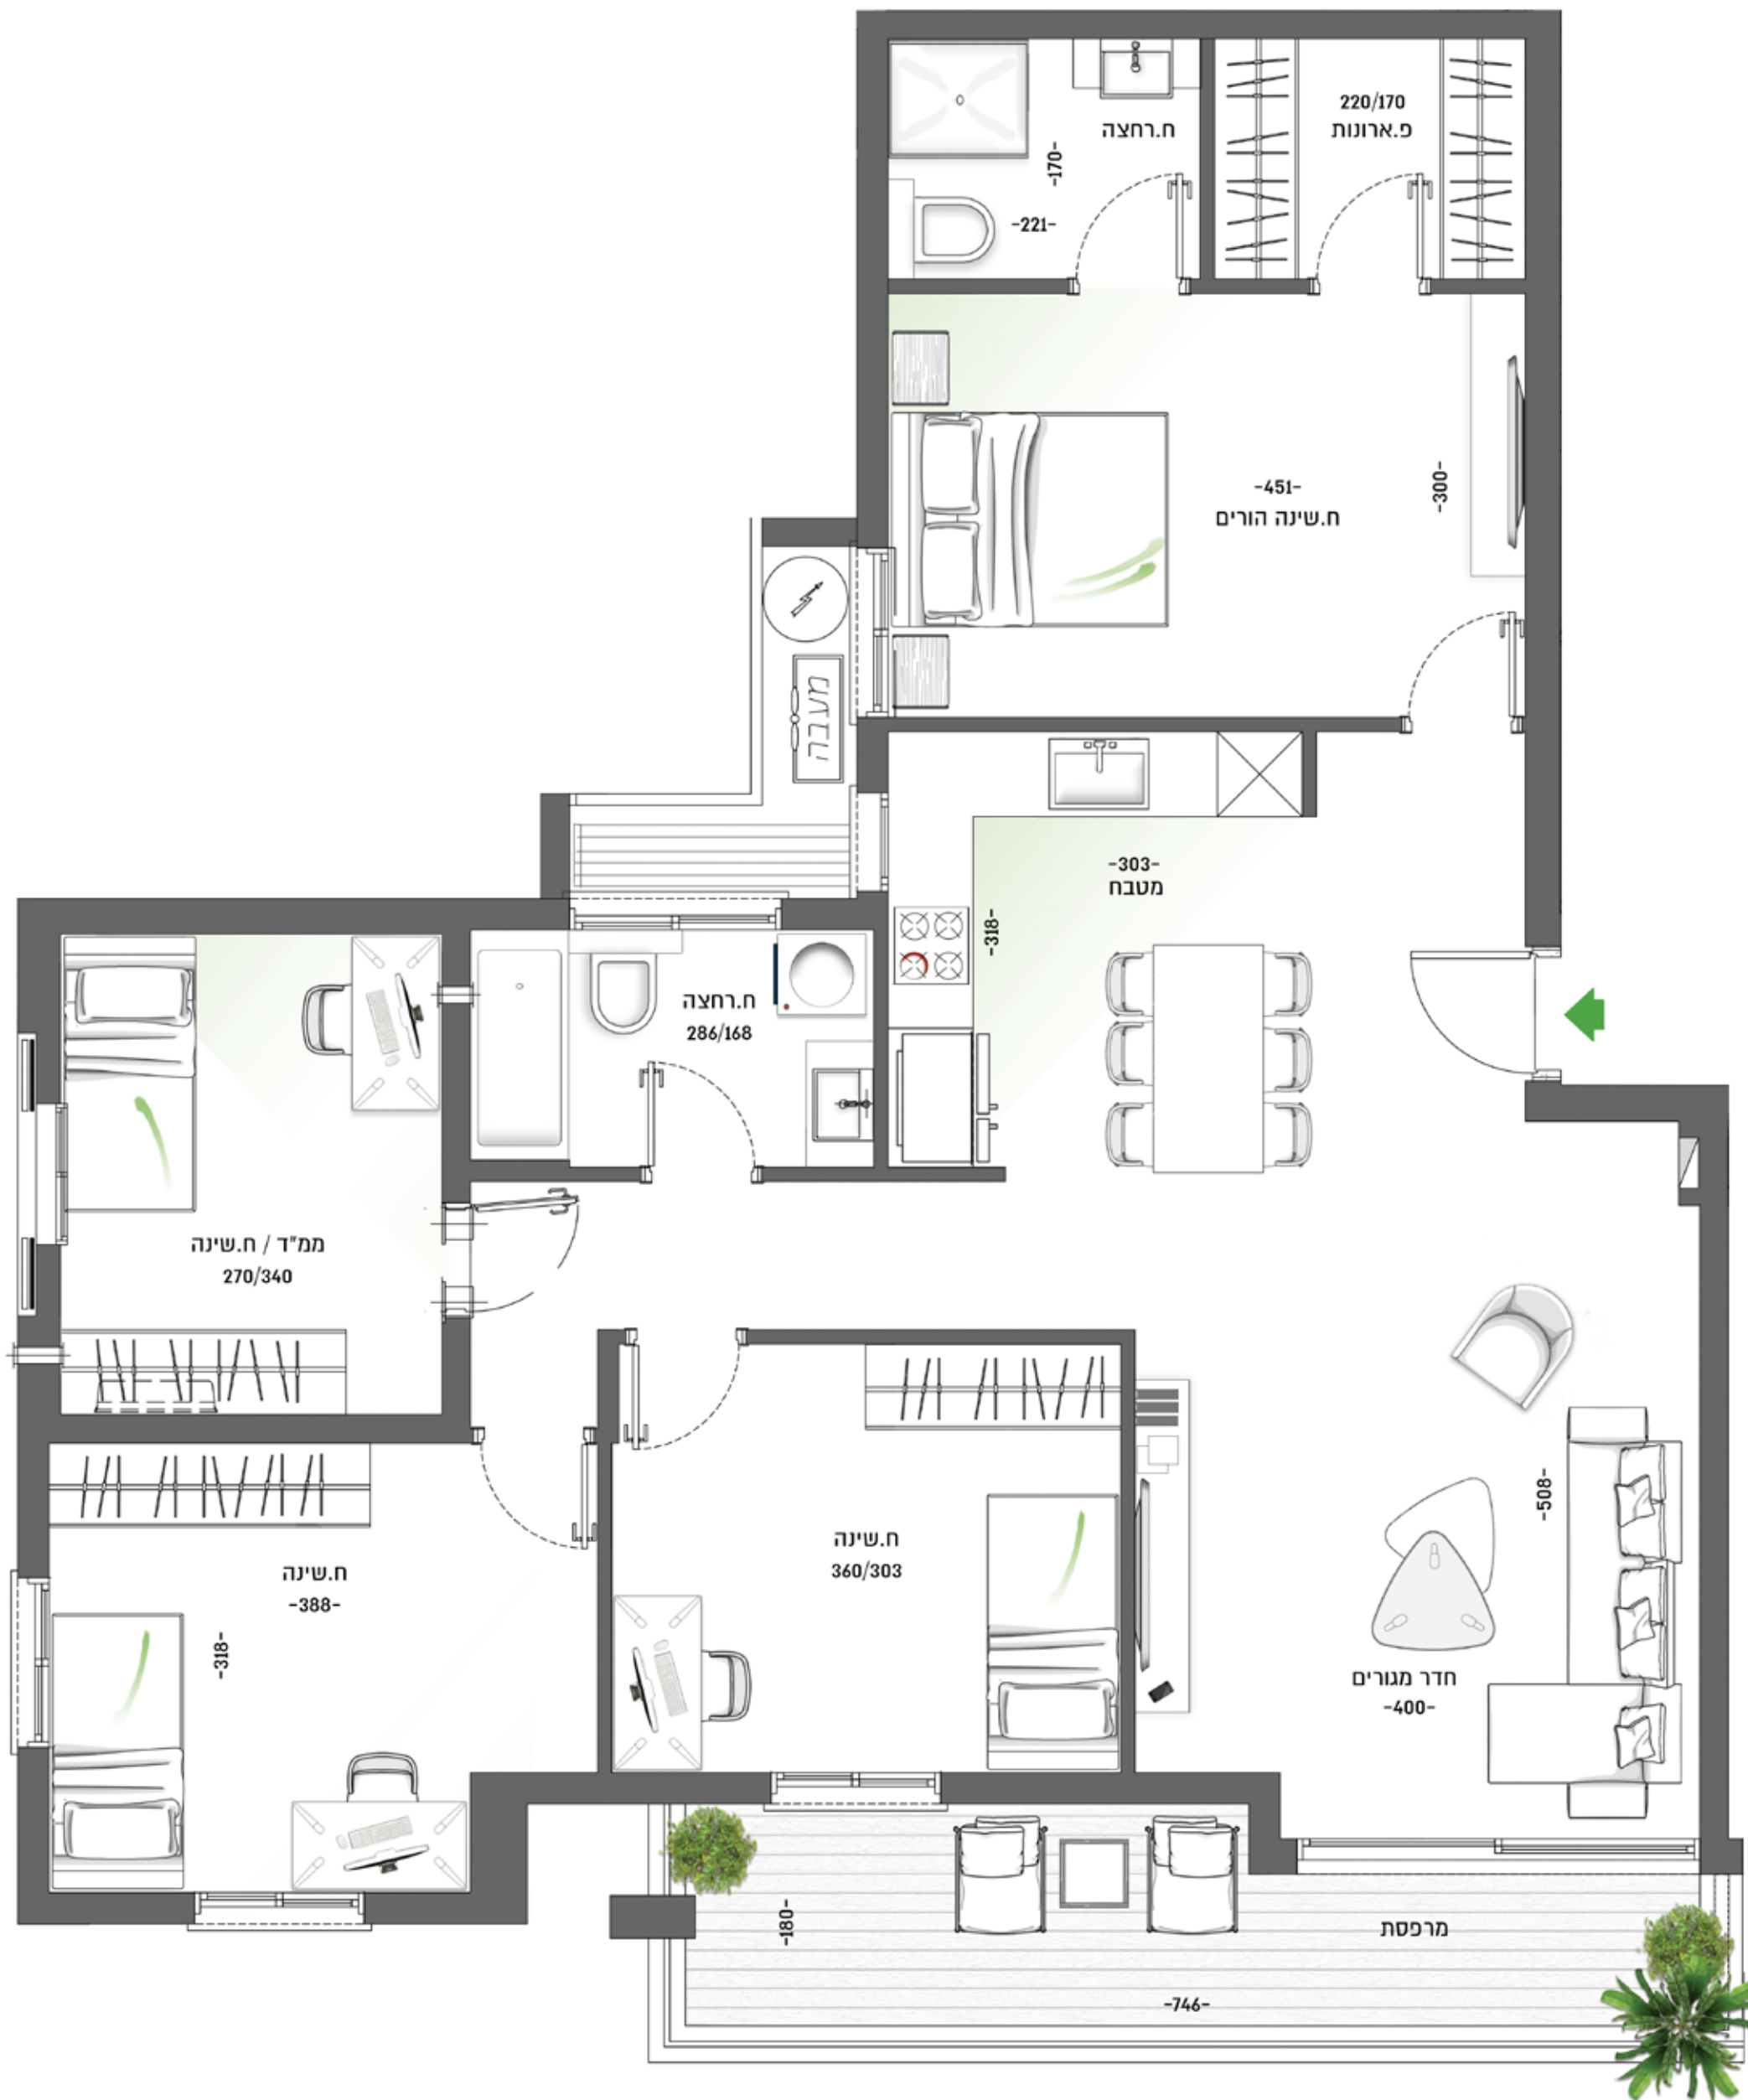 220/170
פ.ארונות
ח.רחצה
-170-
-221-
-451-
ח.שינה הורים
-300-
מעבה
-303-
מטבח
-318-
ח.רחצה
286/168
ממ"ד / ח.שינה
270/340
ח.שינה
-388-
-318-
ח.שינה
360/303
-508-
חדר מגורים
-400-
-180-
מרפסת
-746-